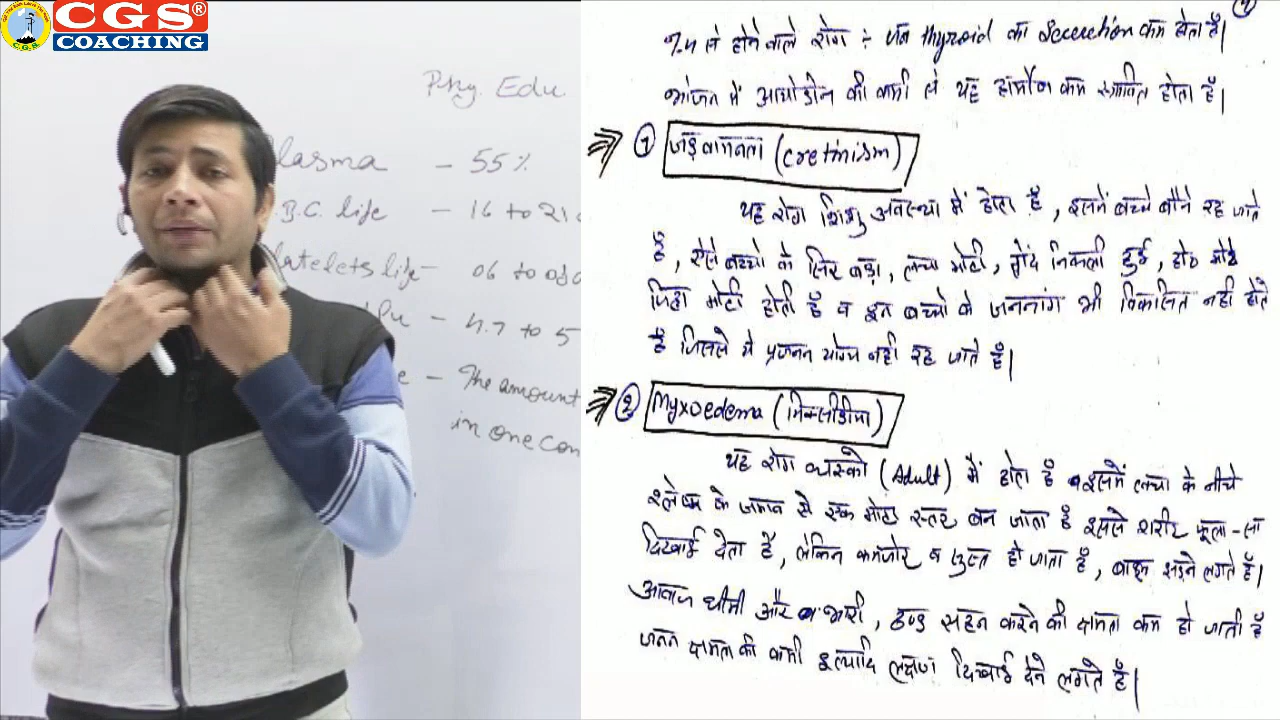 CGS®
COACHING
C.G.S.
Phy. Edu
Plasma - 55%
B.C. life - 16 to 21
Platelets life - 06 to
- 4.7 to 5
- The amount
in one con
न्यून से होने वाले रोग :- जब thyroid का Secection कम होता है।
भोजन में आयोडीन की कमी से यह हार्मोन कम स्त्रावित होता है।
⇒ ① जड़वामनता (cretinism)
यह रोग शिशु अवस्था में होता है, इसमें बच्चे बौने रह जाते
है, ऐसे बच्चो के सिर बड़ा, त्वचा मोटी, तोंद निकली हुई, होठ मोटे
जिह्वा मोटी होती है व इन बच्चो के जननांग भी विकसित नही होते
है जिससे ये प्रजनन योग्य नही रह जाते है।
⇒ ② Myxoedema (मिक्सीडीमा)
यह रोग वयस्को (Adult) में होता है व इसमें त्वचा के नीचे
श्लेष्म के जमाव से एक मोटा स्तर बन जाता है इससे शरीर फूला-सा
दिखाई देता है, लेकिन कमजोर व सुस्त हो जाता है, बाल झड़ने लगते है।
आवाज धीमी और भारी, ठण्ड सहन करने की क्षमता कम हो जाती है
जनन क्षमता की कमी इत्यादि लक्षण दिखाई देने लगते है।